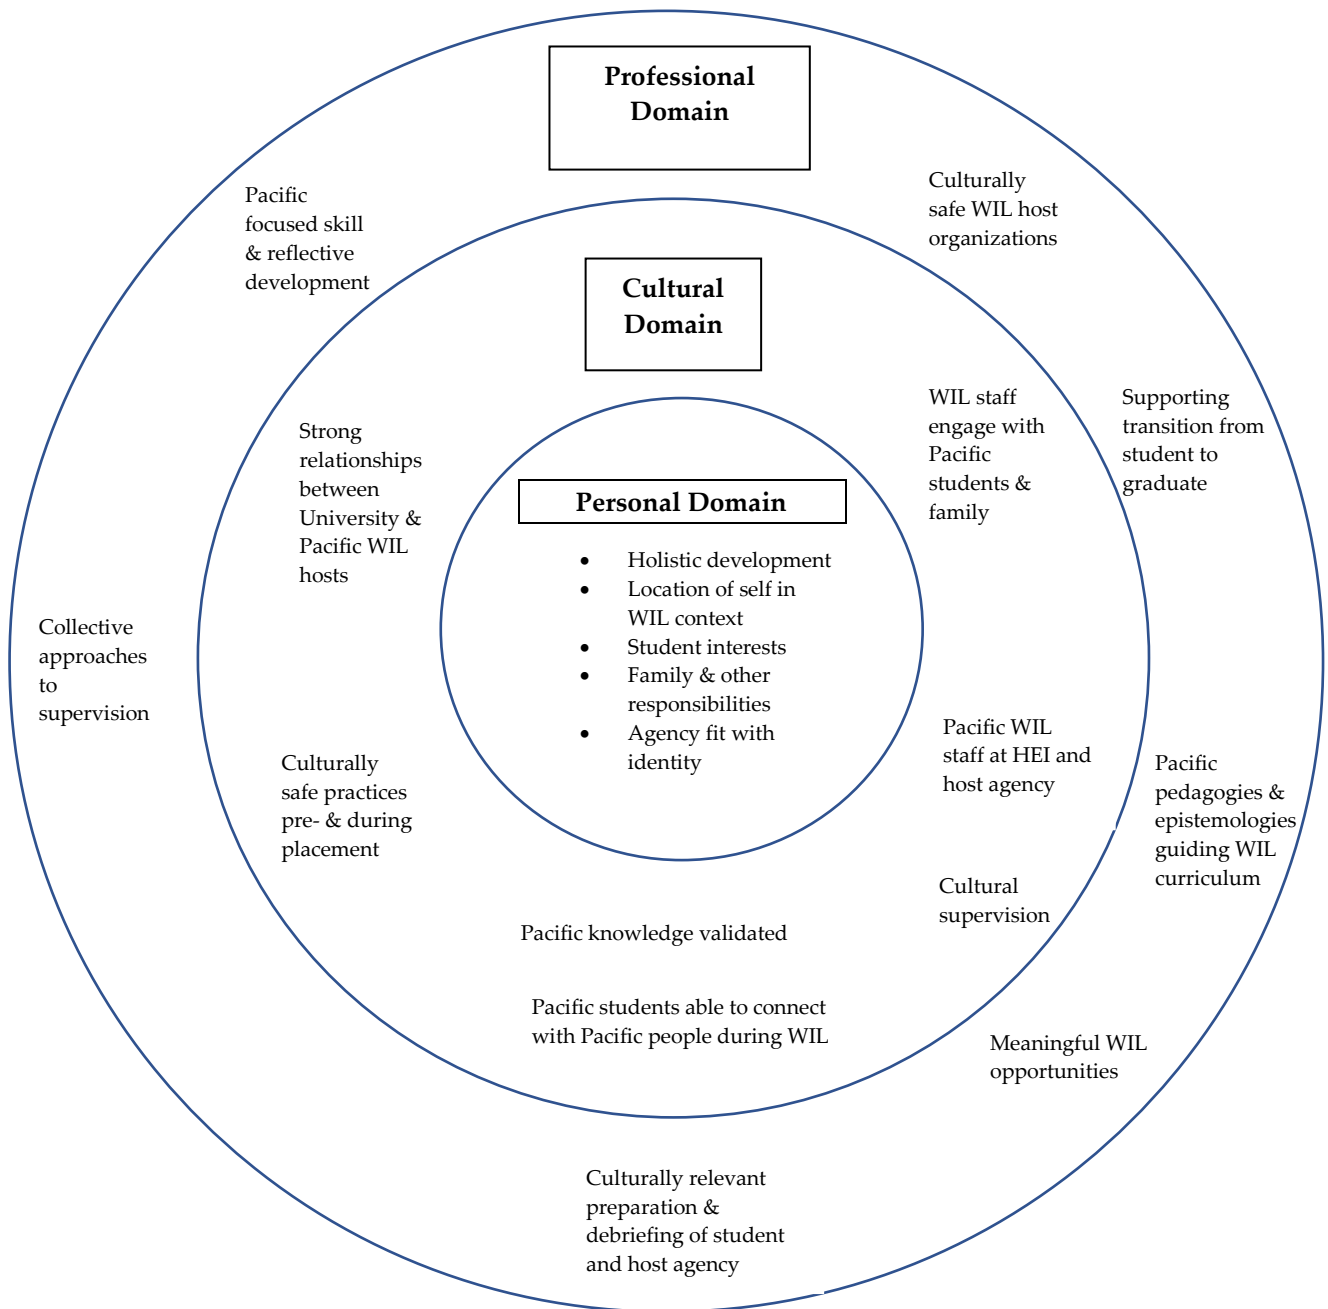 Professional
Domain
Pacific
focused skill
& reflective
development
Culturally
safe WIL host
organizations
Cultural
Domain
Strong
relationships
between
University &
Pacific WIL
hosts
WIL staff
engage with
Pacific
students &
family
Supporting
transition from
student to
graduate
Personal Domain
• Holistic development
• Location of self in
WIL context
• Student interests
• Family & other
responsibilities
• Agency fit with
identity
Collective
approaches
to
supervision
Culturally
safe practices
pre- & during
placement
Pacific WIL
staff at HEI and
host agency
Pacific
pedagogies &
epistemologies
guiding WIL
curriculum
Cultural
supervision
Pacific knowledge validated
Pacific students able to connect
with Pacific people during WIL
Meaningful WIL
opportunities
Culturally relevant
preparation &
debriefing of student
and host agency